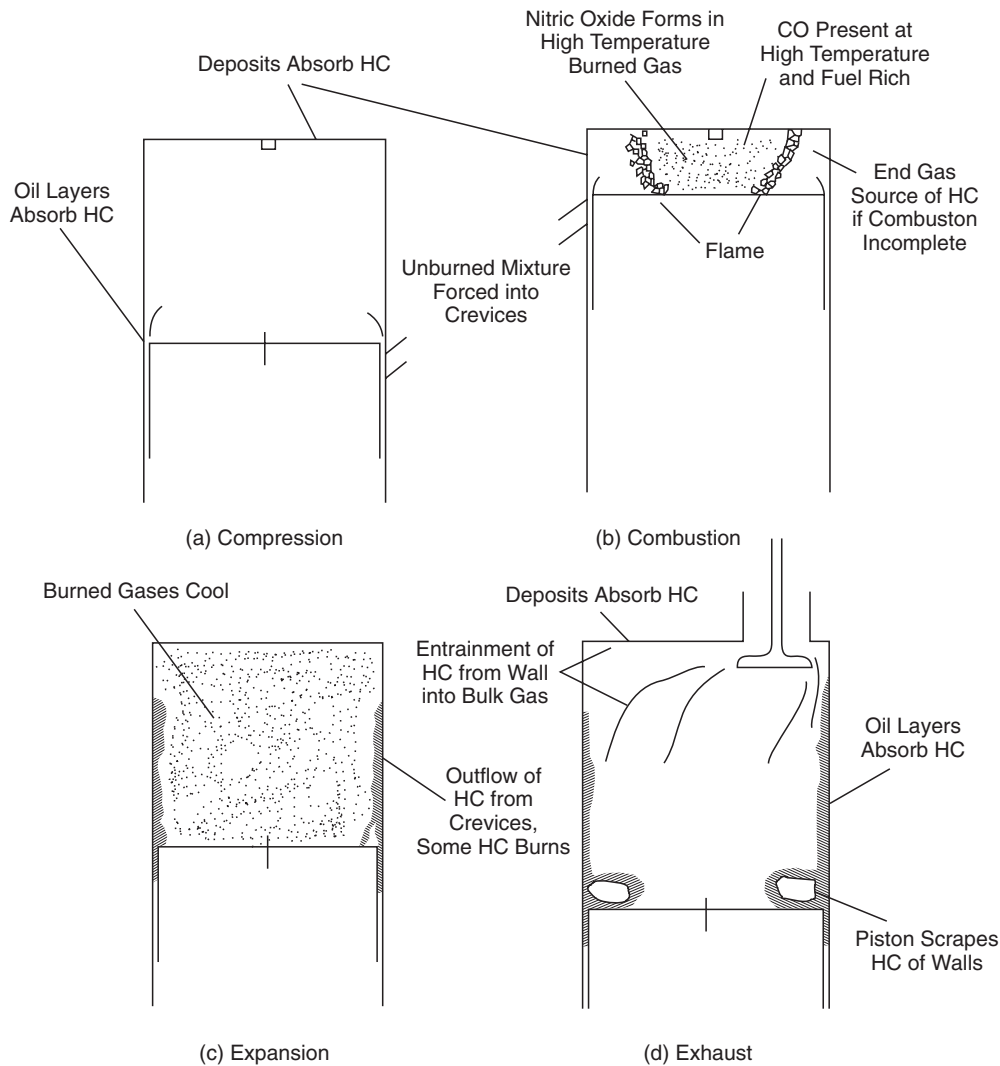 Deposits Absorb HC
Oil Layers
Absorb HC
Unburned Mixture
Forced into
Crevices
(a) Compression
Nitric Oxide Forms in
High Temperature
Burned Gas
CO Present at
High Temperature
and Fuel Rich
End Gas
Source of HC
if Combuston
Incomplete
Flame
(b) Combustion
Burned Gases Cool
Outflow of
HC from
Crevices,
Some HC Burns
(c) Expansion
Deposits Absorb HC
Entrainment of
HC from Wall
into Bulk Gas
Oil Layers
Absorb HC
Piston Scrapes
HC of Walls
(d) Exhaust